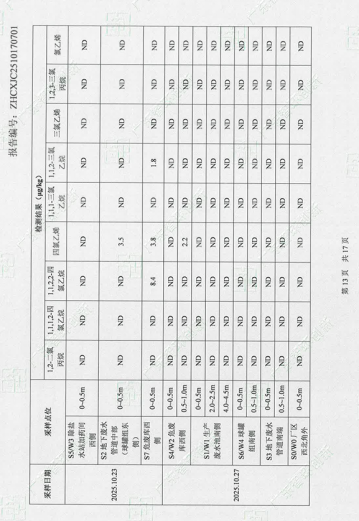 报告编号：ZHCXJC2510170701
采样日期 采样点位 检测结果（μg/kg）
1,2-二氯丙烷 1,1,1,2-四氯乙烷 1,1,2,2-四氯乙烷 四氯乙烯 1,1,1-三氯乙烷 1,1,2-三氯乙烷 三氯乙烯 1,2,3-三氯丙烷 氯乙烯
2025.10.23
S5/W3 除盐水站加药间西侧 0~0.5m ND ND ND ND ND ND ND ND ND
S2 地下废水管道中部（球罐组东侧） 0~0.5m ND ND ND 3.5 ND ND ND ND ND
S7 危废库西侧 0~0.5m ND ND 8.4 3.8 ND 1.8 ND ND ND
2025.10.27
S4/W2 危废库西侧 0~0.5m ND ND ND ND ND ND ND ND ND
0.5~1.0m ND ND ND 2.2 ND ND ND ND ND
S1/W1 生产废水池南侧 0~0.5m ND ND ND ND ND ND ND ND ND
2.0~2.5m ND ND ND ND ND ND ND ND ND
4.0~4.5m ND ND ND ND ND ND ND ND ND
S6/W4 球罐组南侧 0~0.5m ND ND ND ND ND ND ND ND ND
0.5~1.0m ND ND ND ND ND ND ND ND ND
S3 地下废水管道南端 0~0.5m ND ND ND ND ND ND ND ND ND
0.5~1.0m ND ND ND ND ND ND ND ND ND
S0/W0 厂区西北角外 0~0.5m ND ND ND ND ND ND ND ND ND
第 13 页 共 17 页